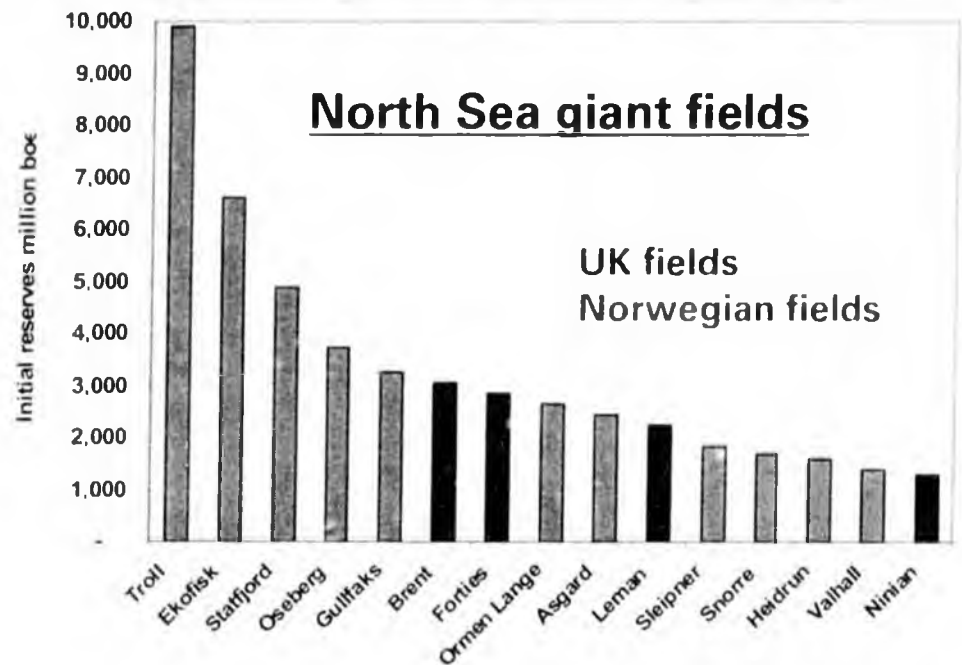 North Sea giant fields
UK fields
Norwegian fields
Initial reserves million boe
10,000
9,000
8,000
7,000
6,000
5,000
4,000
3,000
2,000
1,000
-
Troll
Ekofisk
Statfjord
Oseberg
Gullfaks
Brent
Forties
Ormen Lange
Asgard
Leman
Sleipner
Snorre
Heidrun
Valhall
Ninian